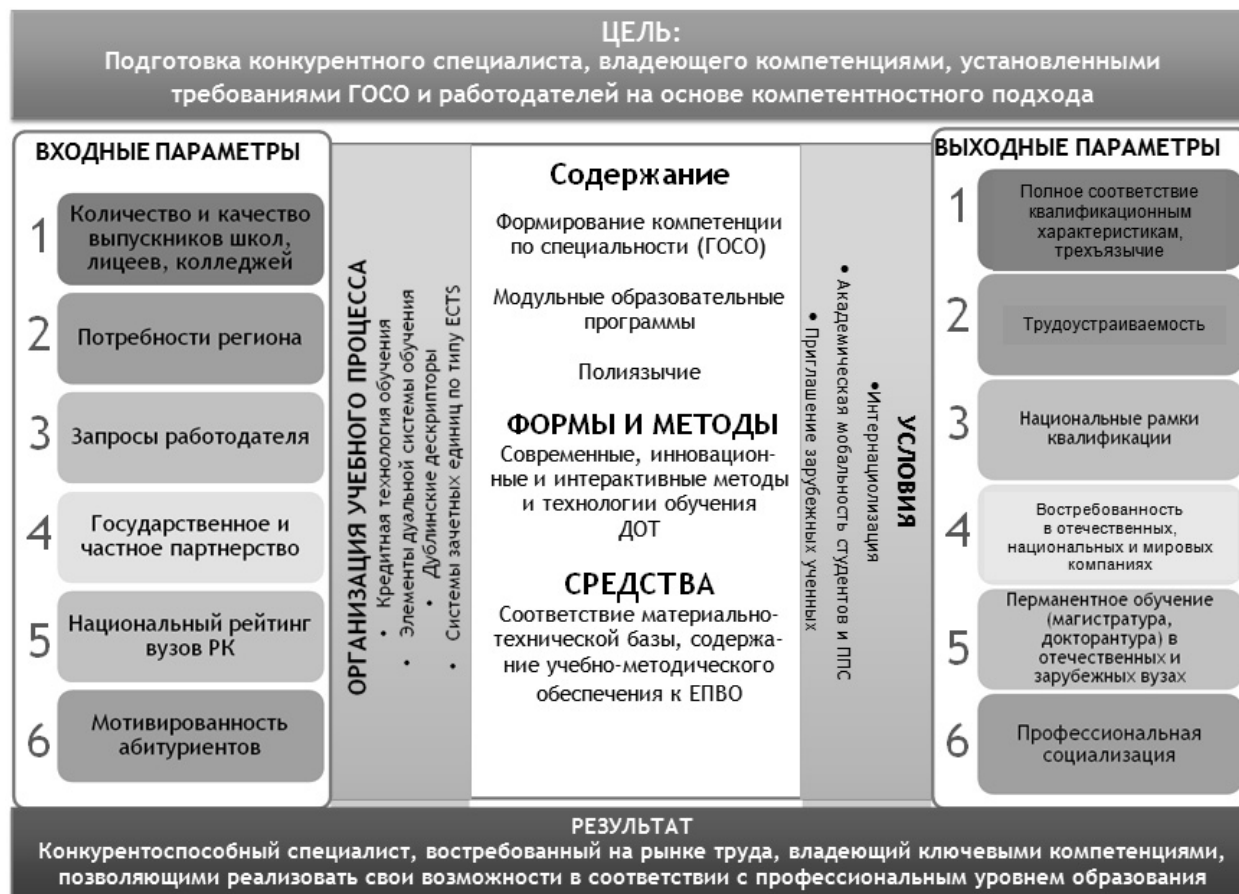 ЦЕЛЬ:
Подготовка конкурентного специалиста, владеющего компетенциями, установленными
требованиями ГОСО и работодателей на основе компетентностного подхода
ВХОДНЫЕ ПАРАМЕТРЫ
1
Количество и качество
выпускников школ,
лицеев, колледжей
2
Потребности региона
3
Запросы работодателя
4
Государственное и
частное партнерство
5
Национальный рейтинг
вузов РК
6
Мотивированность
абитуриентов
ОРГАНИЗАЦИЯ УЧЕБНОГО ПРОЦЕССА
• Кредитная технология обучения
• Элементы дуальной системы обучения
• Дублинские дескрипторы
• Системы зачетных единиц по типу ECTS
Содержание
Формирование компетенции
по специальности (ГОСО)
Модульные образовательные
программы
Полиязычие
ФОРМЫ И МЕТОДЫ
Современные, инновацион-
ные и интерактивные методы
и технологии обучения
ДОТ
СРЕДСТВА
Соответствие материально-
технической базы, содержа-
ние учебно-методического
обеспечения к ЕПВО
УСЛОВИЯ
•Интернациолизация
• Академическая мобальность студентов и ППС
• Приглашение зарубежных ученных
ВЫХОДНЫЕ ПАРАМЕТРЫ
1
Полное соответствие
квалификационным
характеристикам,
трехъязычие
2
Трудоустраиваемость
3
Национальные рамки
квалификации
4
Востребованность
в отечественных,
национальных и мировых
компаниях
5
Перманентное обучение
(магистратура,
докторантура) в
отечественных и
зарубежных вузах
6
Профессиональная
социализация
РЕЗУЛЬТАТ
Конкурентоспособный специалист, востребованный на рынке труда, владеющий ключевыми компетенциями,
позволяющими реализовать свои возможности в соответствии с профессиональным уровнем образования